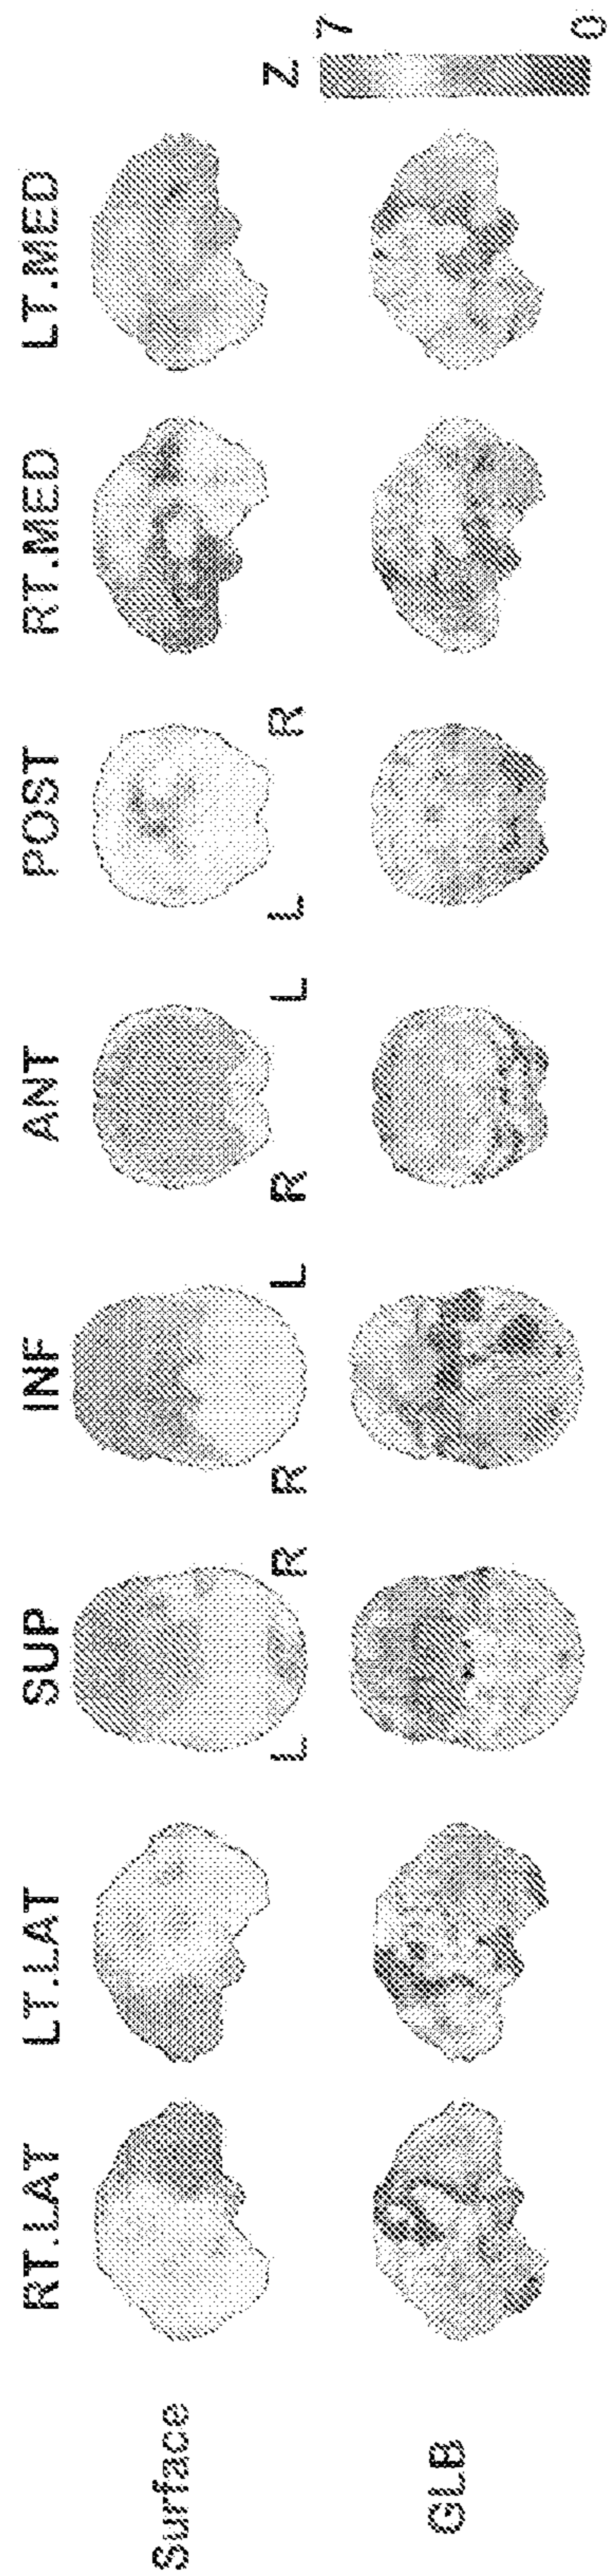 RT.LAT LT.LAT SUP INF ANT POST RT.MED LT.MED
Surface
L R R L R L L R
Z
7
GLB
0